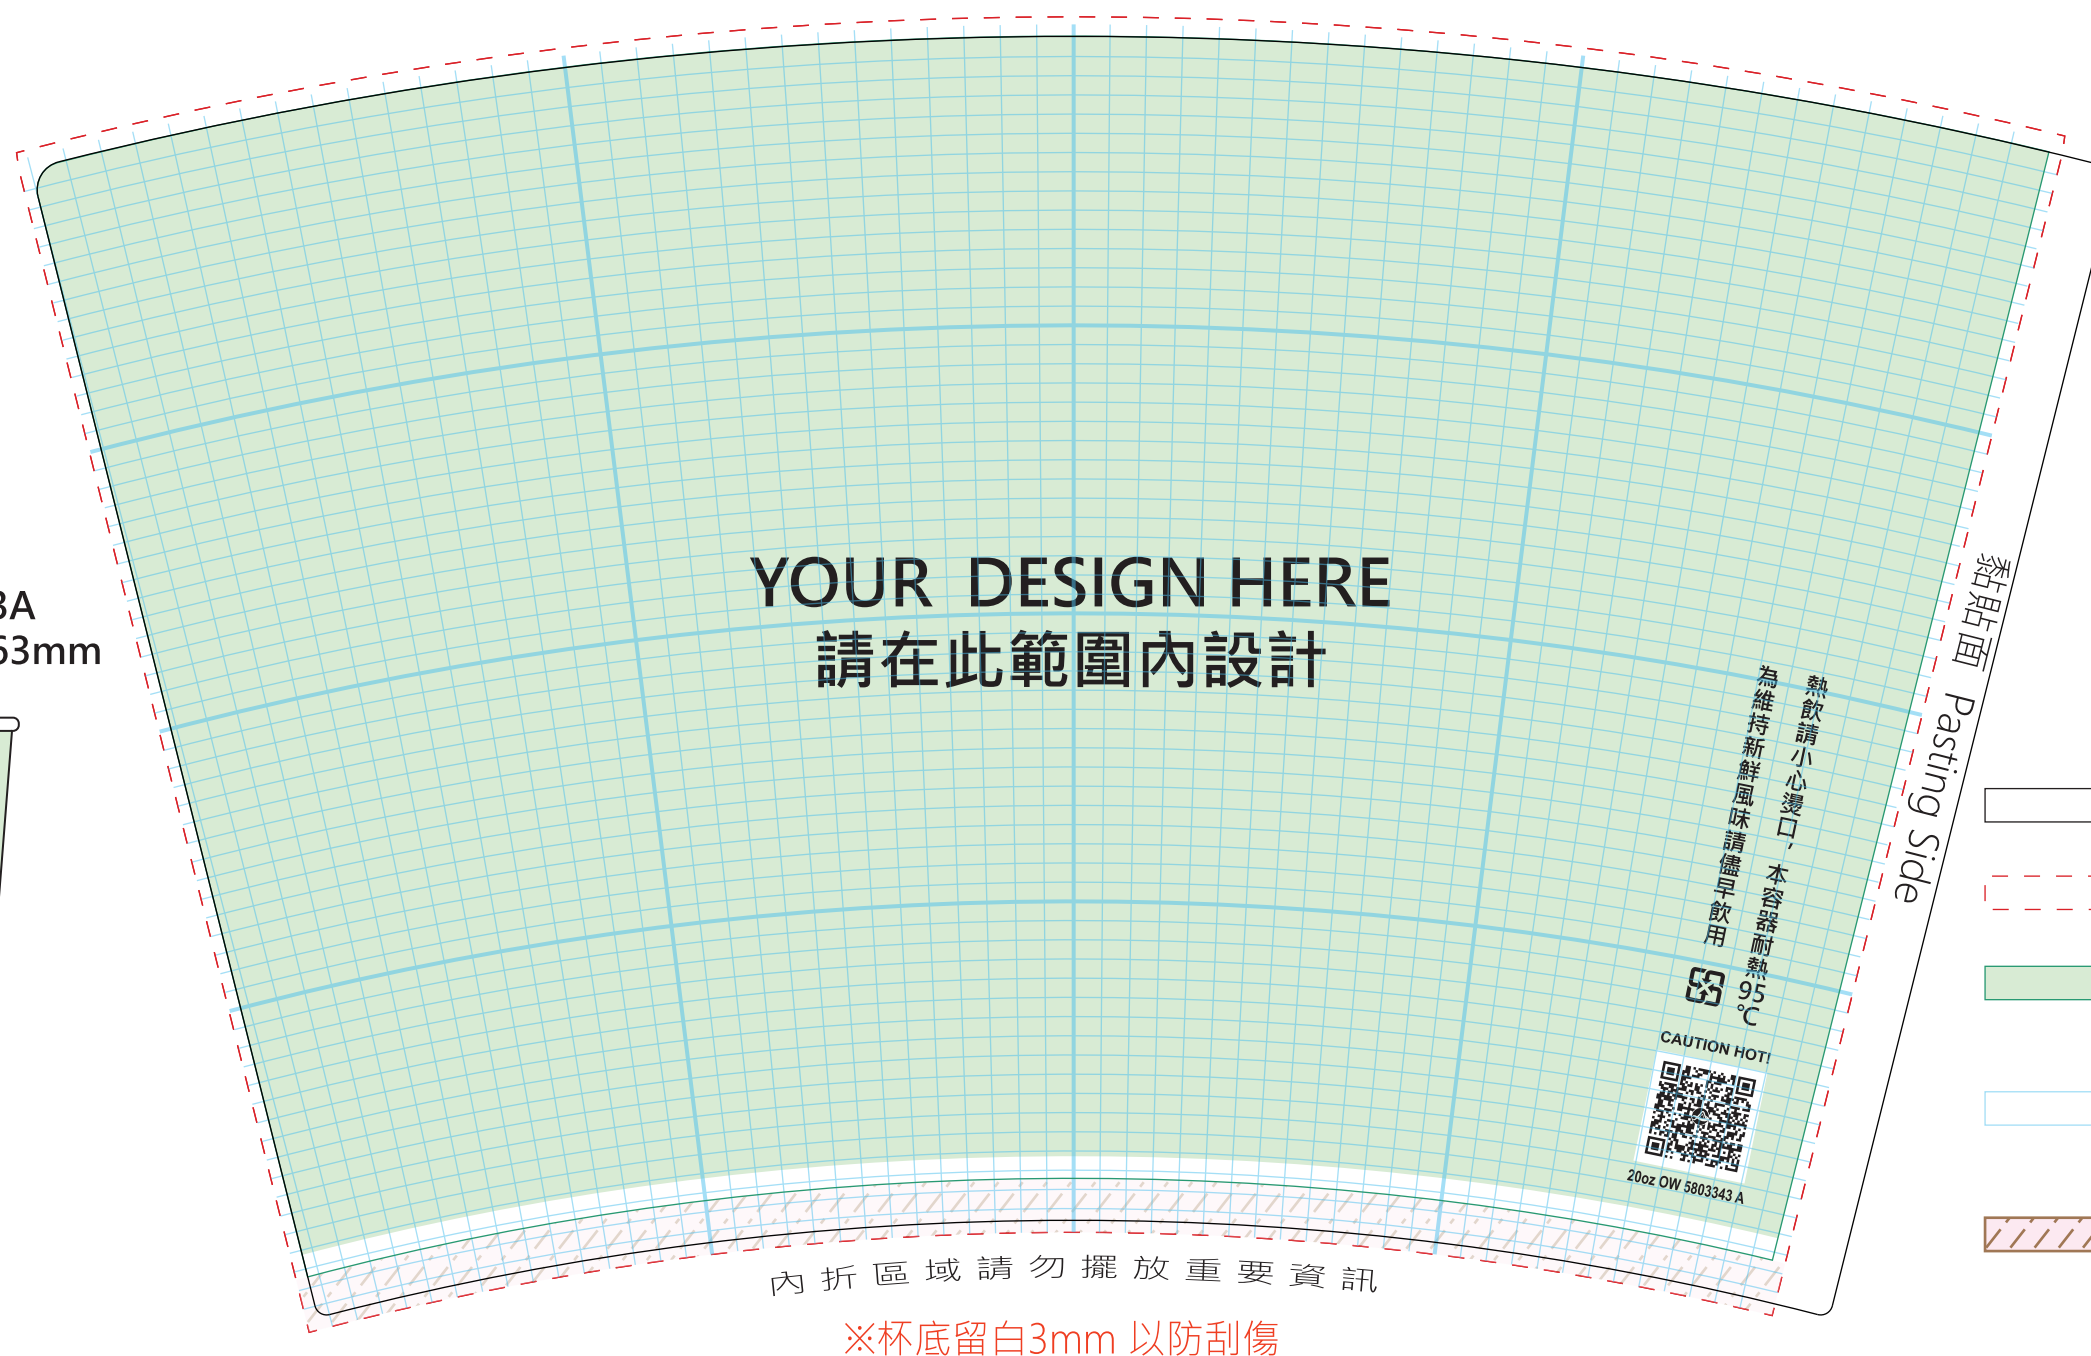 YOUR DESIGN HERE
請在此範圍內設計
3A
63mm
黏貼面 Pasting Side
熱飲請小心燙口，本容器耐熱95℃
為維持新鮮風味請儘早飲用
CAUTION HOT!
20oz OW 5803343 A
內折區域請勿擺放重要資訊
※杯底留白3mm 以防刮傷